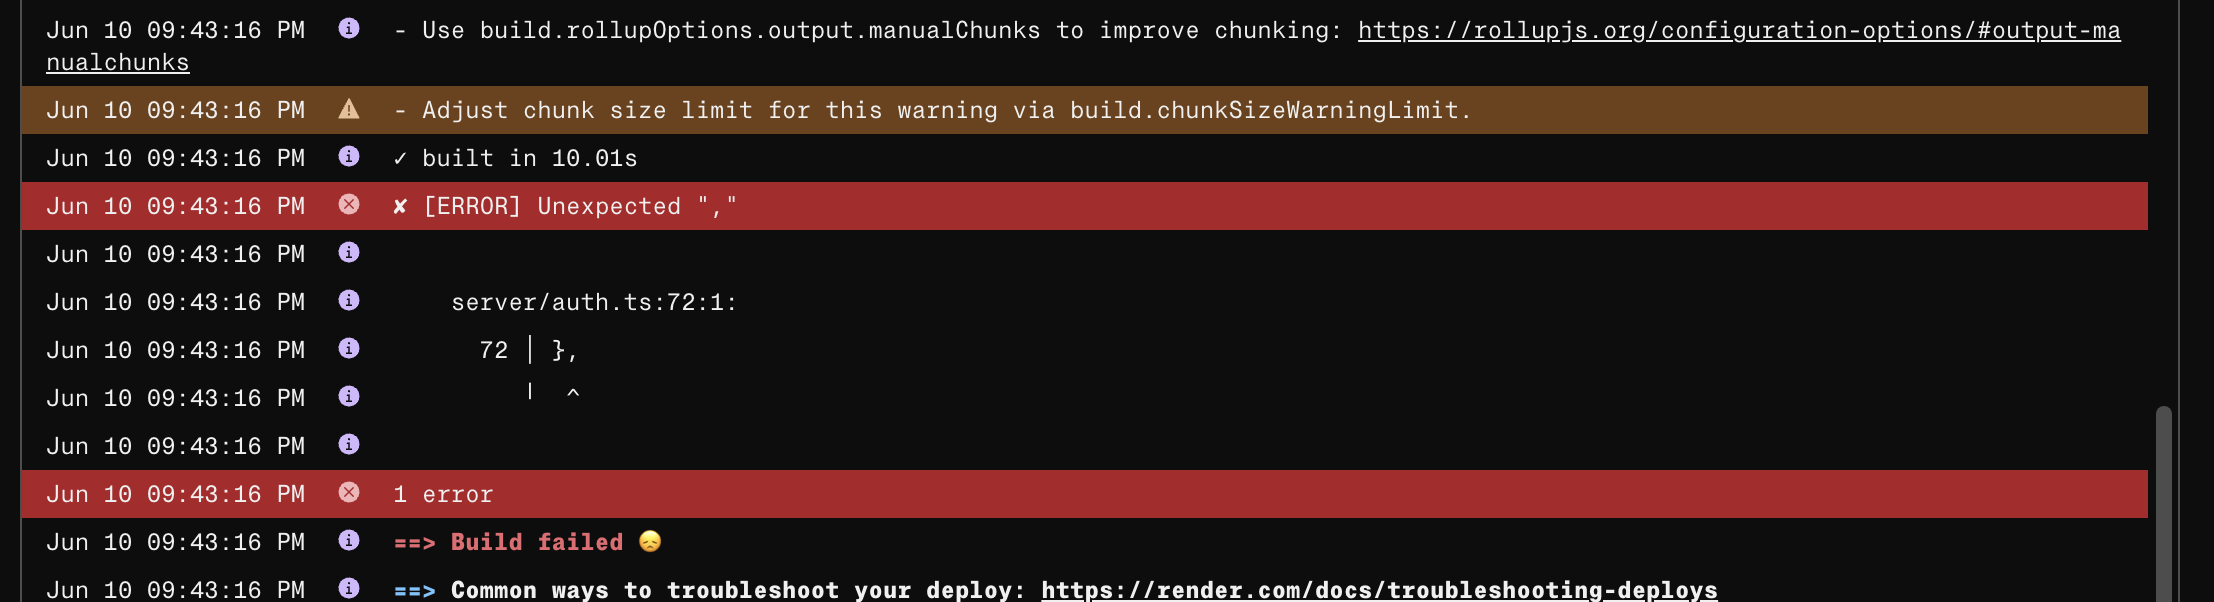 Jun 10 09:43:16 PM - Use build.rollupOptions.output.manualChunks to improve chunking: https://rollupjs.org/configuration-options/#output-ma
nualchunks
Jun 10 09:43:16 PM - Adjust chunk size limit for this warning via build.chunkSizeWarningLimit.
Jun 10 09:43:16 PM ✓ built in 10.01s
Jun 10 09:43:16 PM ✘ [ERROR] Unexpected ","
Jun 10 09:43:16 PM
Jun 10 09:43:16 PM server/auth.ts:72:1:
Jun 10 09:43:16 PM 72 │ },
Jun 10 09:43:16 PM ╵ ^
Jun 10 09:43:16 PM
Jun 10 09:43:16 PM 1 error
Jun 10 09:43:16 PM ==> Build failed 😞
Jun 10 09:43:16 PM ==> Common ways to troubleshoot your deploy: https://render.com/docs/troubleshooting-deploys